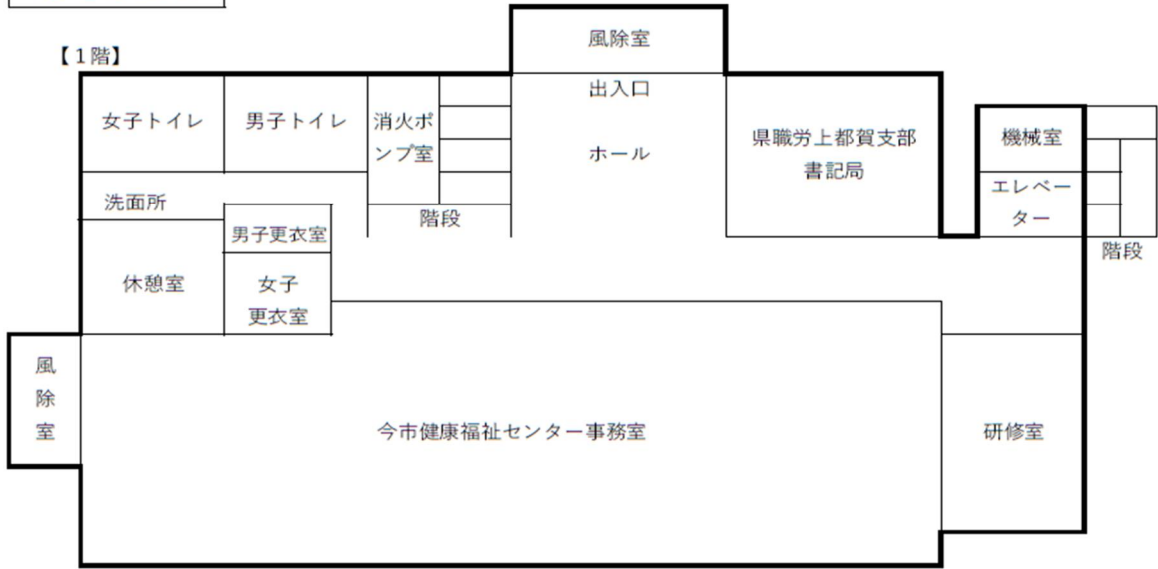 風除室
【1階】
出入口
女子トイレ
男子トイレ
消火ポ
ンプ室
ホール
県職労上都賀支部
書記局
機械室
エレベー
ター
洗面所
階段
男子更衣室
階段
休憩室
女子
更衣室
風
除
室
今市健康福祉センター事務室
研修室